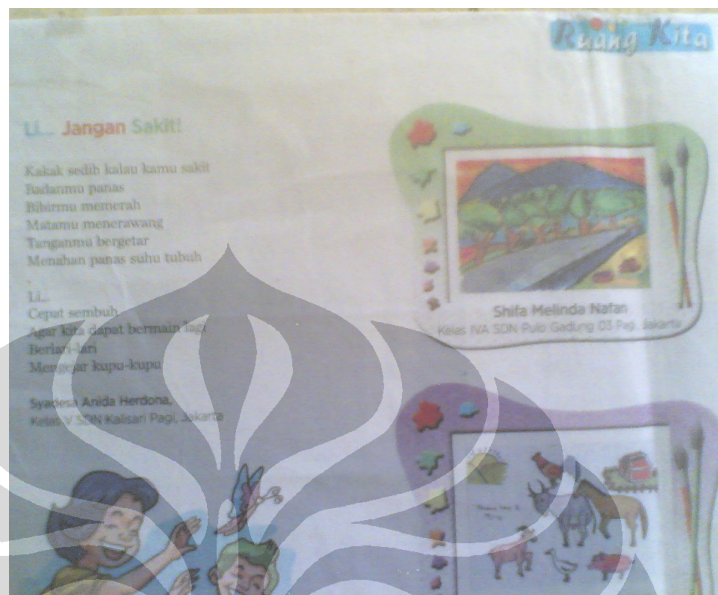 Ruang Kita
Li... Jangan Sakit!
Kakak sedih kalau kamu sakit
Badanmu panas
Bibirmu memerah
Matamu menerawang
Tanganmu bergetar
Menahan panas suhu tubuh
Li...
Cepat sembuh
Agar kita dapat bermain lagi
Berlari-lari
Mengejar kupu-kupu
Syadesa Anida Herdona,
Kelas V SDN Kalisari Pagi, Jakarta
Shifa Melinda Nafan
Kelas IVA SDN Pulo Gadung 03 Pagi, Jakarta